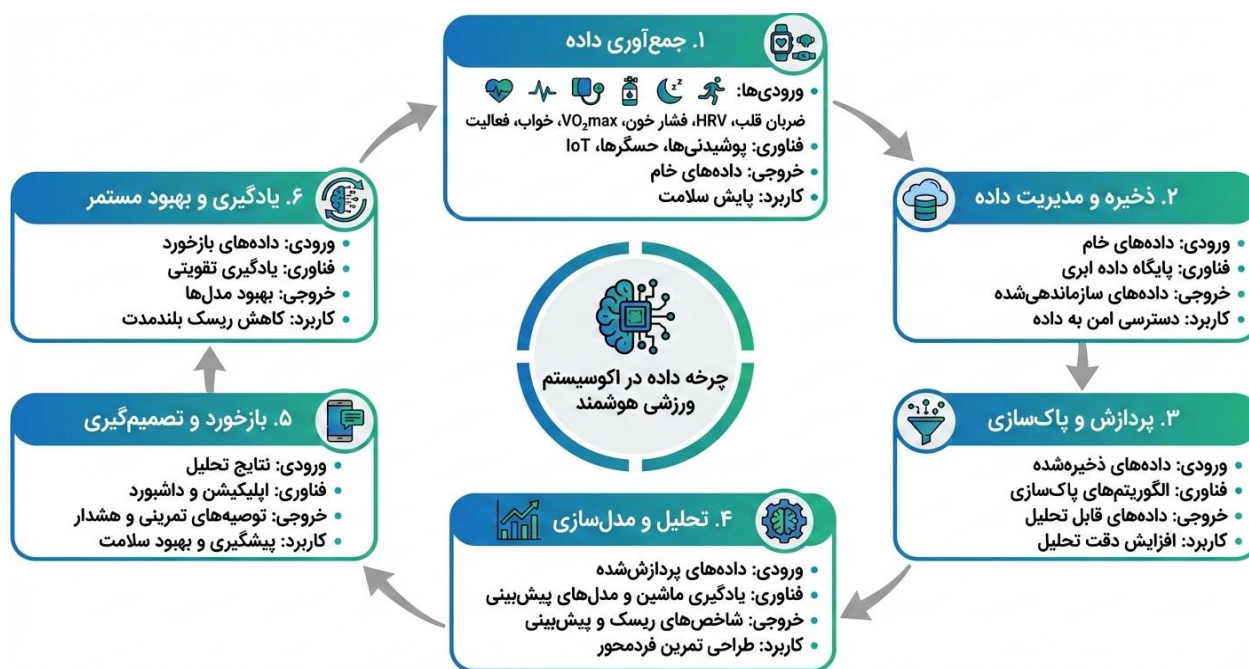 ۱. جمع‌آوری داده
ورودی‌ها:
ضربان قلب، HRV، فشار خون، VO₂max، خواب، فعالیت
فناوری: پوشیدنی‌ها، حسگرها، IoT
خروجی: داده‌های خام
کاربرد: پایش سلامت
۲. ذخیره و مدیریت داده
ورودی: داده‌های خام
فناوری: پایگاه داده ابری
خروجی: داده‌های سازماندهی‌شده
کاربرد: دسترسی امن به داده
۳. پردازش و پاک‌سازی
ورودی: داده‌های ذخیره‌شده
فناوری: الگوریتم‌های پاک‌سازی
خروجی: داده‌های قابل تحلیل
کاربرد: افزایش دقت تحلیل
۴. تحلیل و مدل‌سازی
ورودی: داده‌های پردازش‌شده
فناوری: یادگیری ماشین و مدل‌های پیش‌بینی
خروجی: شاخص‌های ریسک و پیش‌بینی
کاربرد: طراحی تمرین فردمحور
۵. بازخورد و تصمیم‌گیری
ورودی: نتایج تحلیل
فناوری: اپلیکیشن و داشبورد
خروجی: توصیه‌های تمرینی و هشدار
کاربرد: پیشگیری و بهبود سلامت
۶. یادگیری و بهبود مستمر
ورودی: داده‌های بازخورد
فناوری: یادگیری تقویتی
خروجی: بهبود مدل‌ها
کاربرد: کاهش ریسک بلندمدت
چرخه داده در اکوسیستم
ورزشی هوشمند